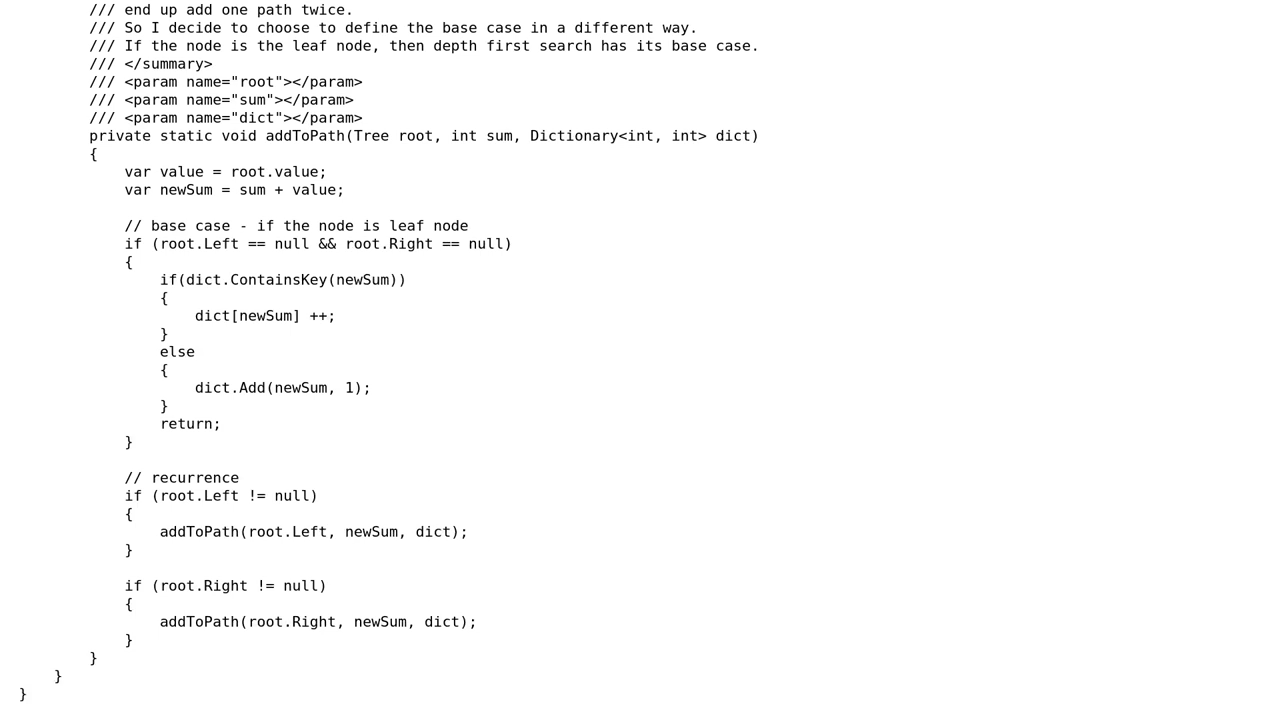 /// end up add one path twice.
/// So I decide to choose to define the base case in a different way.
/// If the node is the leaf node, then depth first search has its base case.
/// </summary>
/// <param name="root"></param>
/// <param name="sum"></param>
/// <param name="dict"></param>
private static void addToPath(Tree root, int sum, Dictionary<int, int> dict)
{
var value = root.value;
var newSum = sum + value;
// base case - if the node is leaf node
if (root.Left == null && root.Right == null)
{
if(dict.ContainsKey(newSum))
{
dict[newSum] ++;
}
else
{
dict.Add(newSum, 1);
}
return;
}
// recurrence
if (root.Left != null)
{
addToPath(root.Left, newSum, dict);
}
if (root.Right != null)
{
addToPath(root.Right, newSum, dict);
}
}
}
}